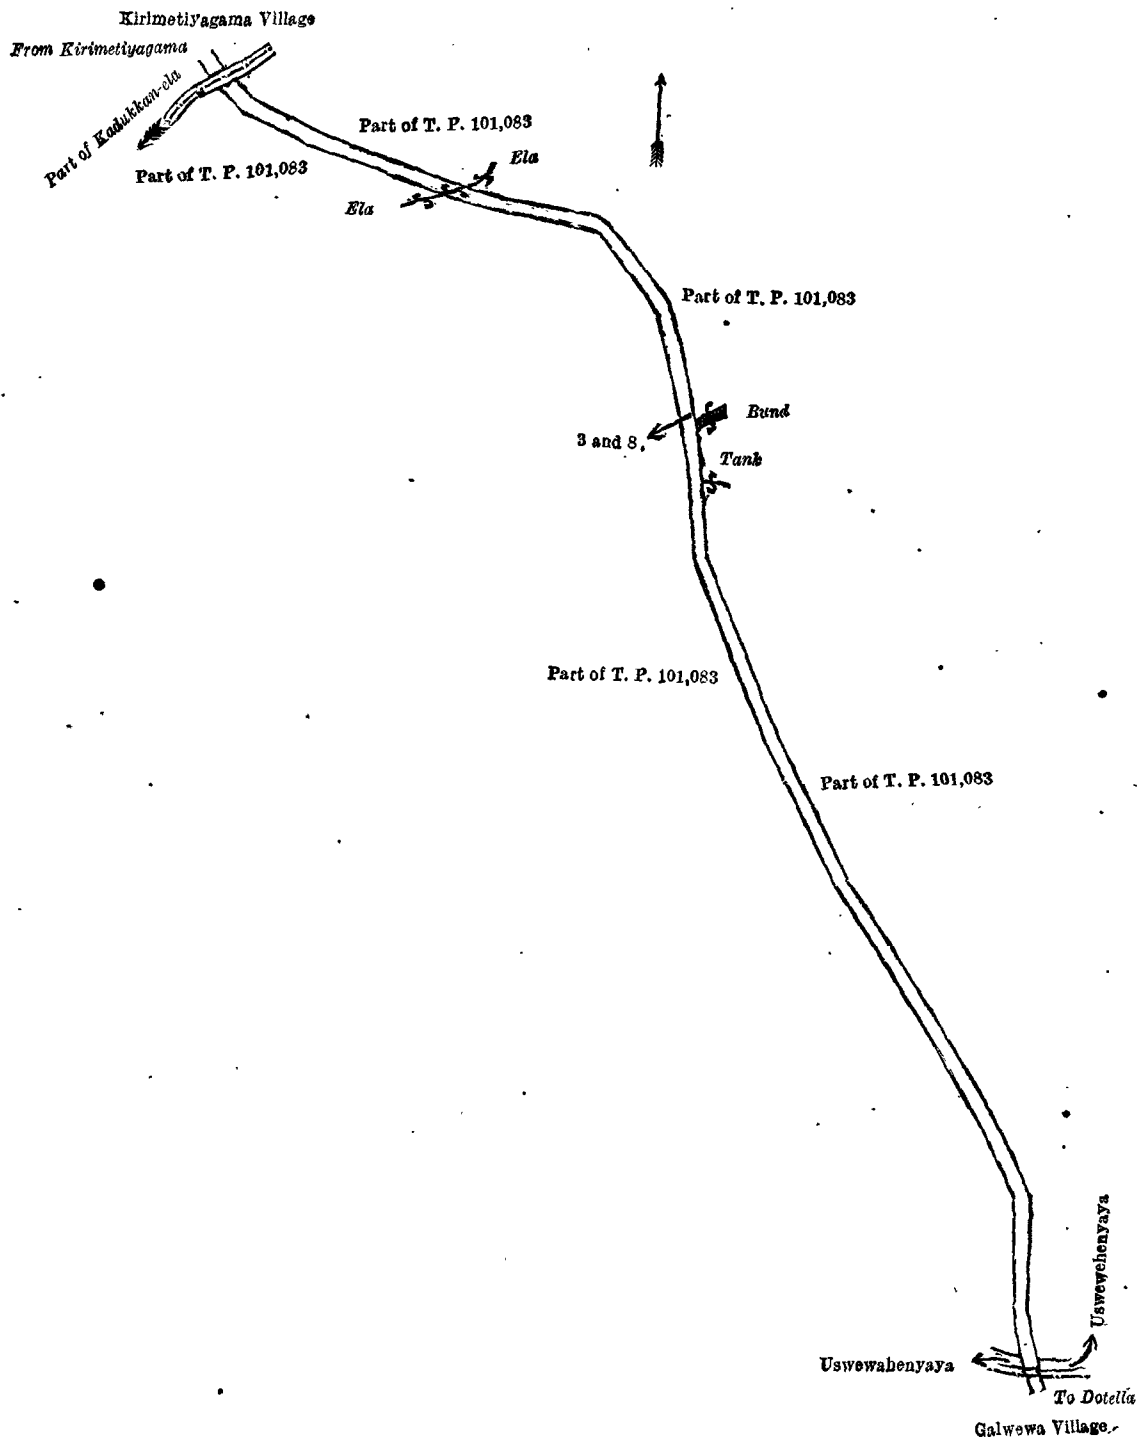 Kirimetiyagama Village
From Kirimetiyagama
Part of Kadukkan-ela
Part of T. P. 101,083
Part of T. P. 101,083
Ela
Ela
Part of T. P. 101,083
Bund
3 and 8.
Tank
Part of T. P. 101,083
Part of T. P. 101,083
Uswewehenyaya
Uswewahenyaya
To Dotella
Galwewa Village.